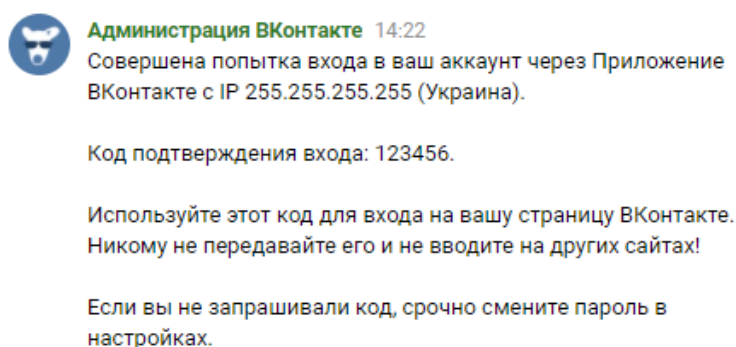 Администрация ВКонтакте 14:22
Совершена попытка входа в ваш аккаунт через Приложение
ВКонтакте с IP 255.255.255.255 (Украина).
Код подтверждения входа: 123456.
Используйте этот код для входа на вашу страницу ВКонтакте.
Никому не передавайте его и не вводите на других сайтах!
Если вы не запрашивали код, срочно смените пароль в
настройках.